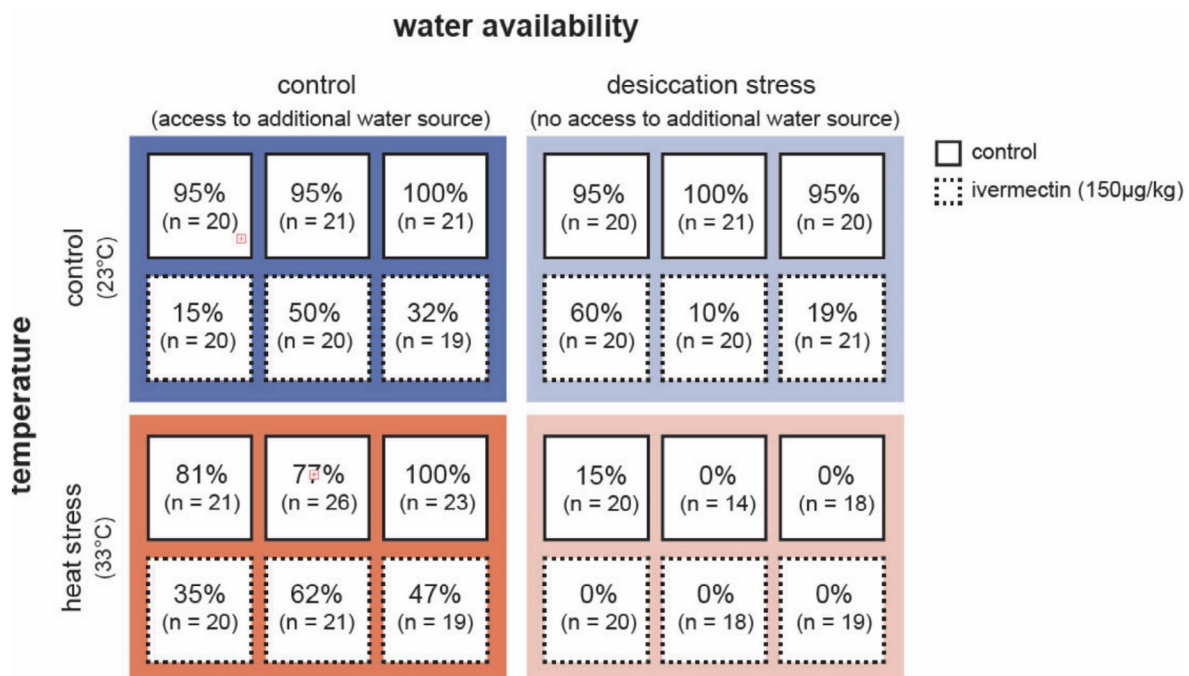 water availability
control
(access to additional water source)
desiccation stress
(no access to additional water source)
control
ivermectin (150µg/kg)
temperature
control
(23°C)
95%
(n = 20)
95%
(n = 21)
100%
(n = 21)
95%
(n = 20)
100%
(n = 21)
95%
(n = 20)
15%
(n = 20)
50%
(n = 20)
32%
(n = 19)
60%
(n = 20)
10%
(n = 20)
19%
(n = 21)
heat stress
(33°C)
81%
(n = 21)
77%
(n = 26)
100%
(n = 23)
15%
(n = 20)
0%
(n = 14)
0%
(n = 18)
35%
(n = 20)
62%
(n = 21)
47%
(n = 19)
0%
(n = 20)
0%
(n = 18)
0%
(n = 19)